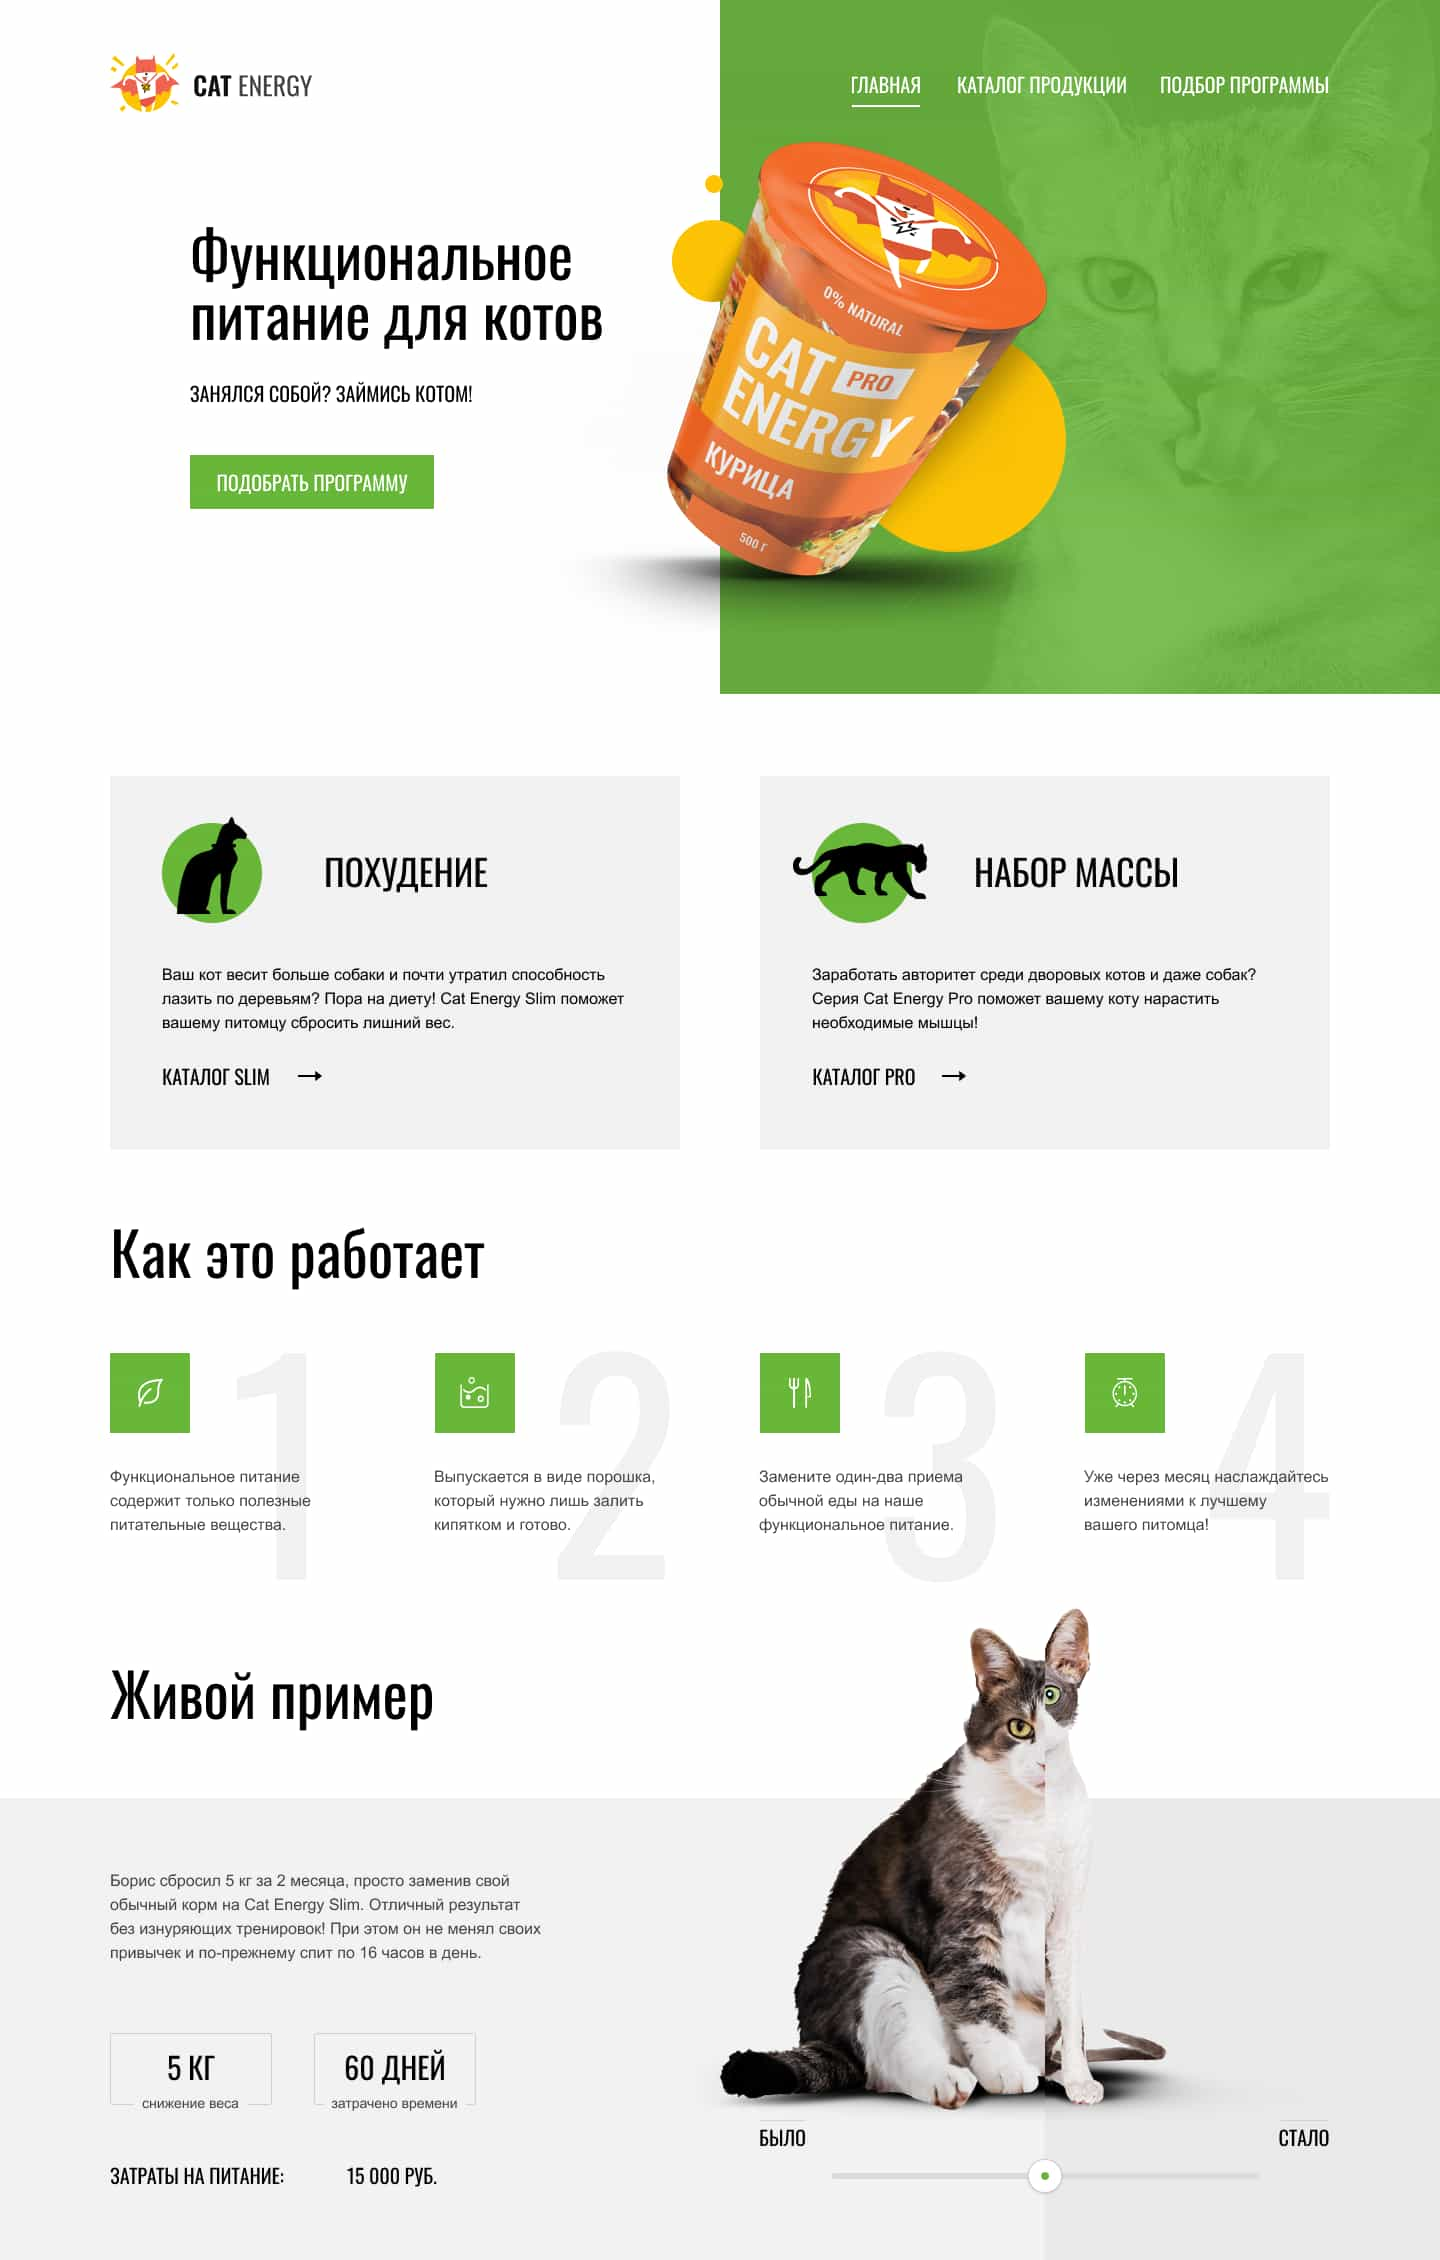 CAT ENERGY
ГЛАВНАЯ
КАТАЛОГ ПРОДУКЦИИ
ПОДБОР ПРОГРАММЫ
Функциональное
питание для котов
ЗАНЯЛСЯ СОБОЙ? ЗАЙМИСЬ КОТОМ!
ПОДОБРАТЬ ПРОГРАММУ
0% NATURAL
CAT PRO
ENERGY
КУРИЦА
500 Г
ПОХУДЕНИЕ
Ваш кот весит больше собаки и почти утратил способность
лазить по деревьям? Пора на диету! Cat Energy Slim поможет
вашему питомцу сбросить лишний вес.
КАТАЛОГ SLIM
НАБОР МАССЫ
Заработать авторитет среди дворовых котов и даже собак?
Серия Cat Energy Pro поможет вашему коту нарастить
необходимые мышцы!
КАТАЛОГ PRO
Как это работает
1
Функциональное питание
содержит только полезные
питательные вещества.
2
Выпускается в виде порошка,
который нужно лишь залить
кипятком и готово.
3
Замените один-два приема
обычной еды на наше
функциональное питание.
4
Уже через месяц наслаждайтесь
изменениями к лучшему
вашего питомца!
Живой пример
Борис сбросил 5 кг за 2 месяца, просто заменив свой
обычный корм на Cat Energy Slim. Отличный результат
без изнуряющих тренировок! При этом он не менял своих
привычек и по-прежнему спит по 16 часов в день.
5 КГ
снижение веса
60 ДНЕЙ
затрачено времени
ЗАТРАТЫ НА ПИТАНИЕ:
15 000 РУБ.
БЫЛО
СТАЛО